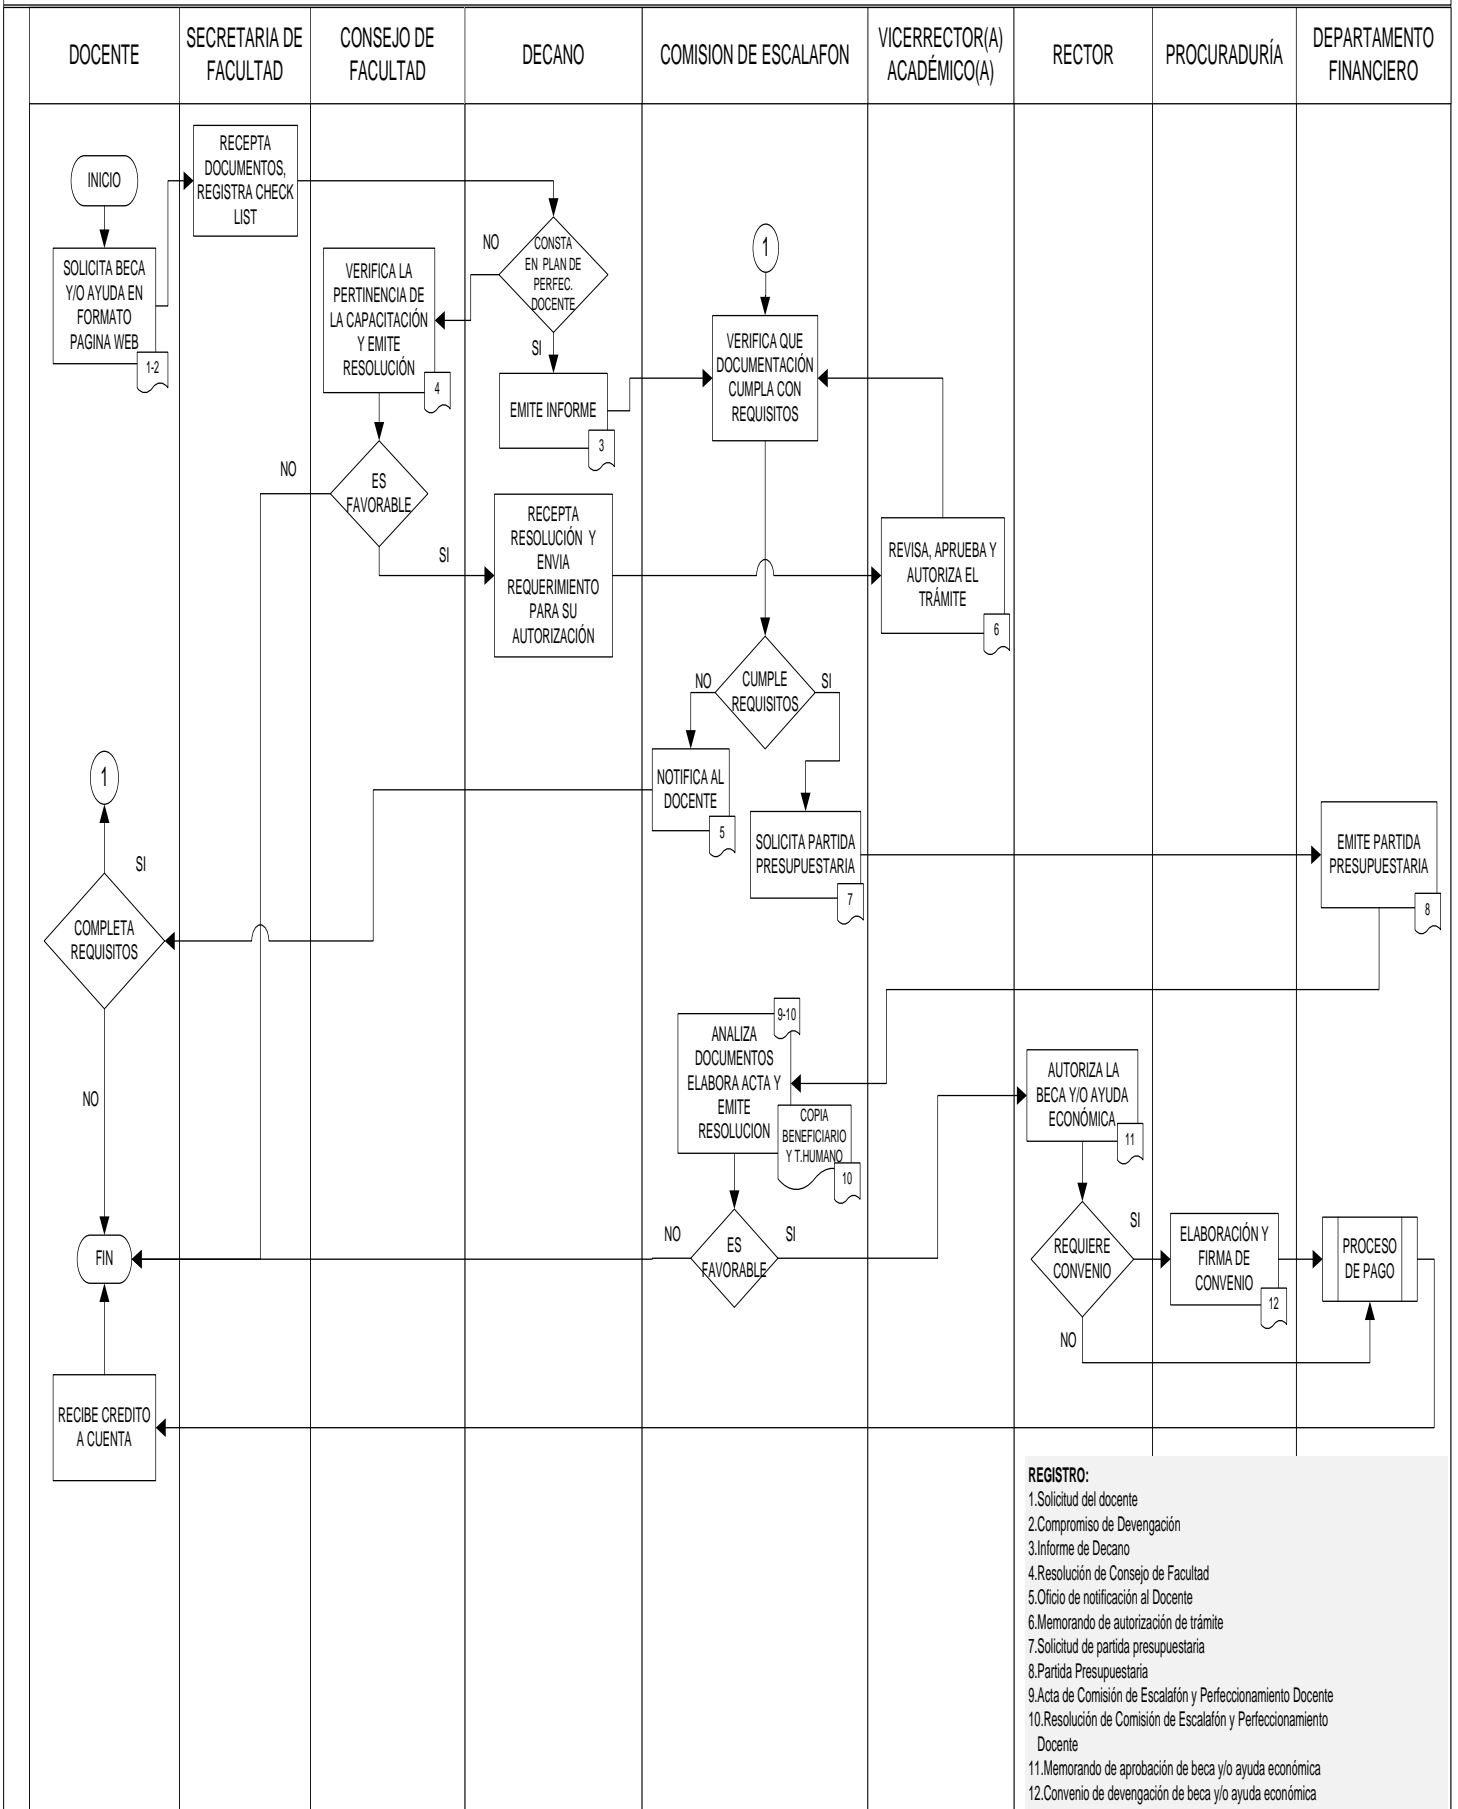 DOCENTE
SECRETARIA DE
FACULTAD
CONSEJO DE
FACULTAD
DECANO
COMISION DE ESCALAFON
VICERRECTOR(A)
ACADÉMICO(A)
RECTOR
PROCURADURÍA
DEPARTAMENTO
FINANCIERO
INICIO
SOLICITA BECA
Y/O AYUDA EN
FORMATO
PAGINA WEB
1-2
RECEPTA
DOCUMENTOS,
REGISTRA CHECK
LIST
CONSTA
EN PLAN DE
PERFEC.
DOCENTE
NO
SI
VERIFICA LA
PERTINENCIA DE
LA CAPACITACIÓN
Y EMITE
RESOLUCIÓN
4
EMITE INFORME
3
1
VERIFICA QUE
DOCUMENTACIÓN
CUMPLA CON
REQUISITOS
ES
FAVORABLE
NO
SI
RECEPTA
RESOLUCIÓN Y
ENVIA
REQUERIMIENTO
PARA SU
AUTORIZACIÓN
REVISA, APRUEBA Y
AUTORIZA EL
TRÁMITE
6
CUMPLE
REQUISITOS
NO
SI
NOTIFICA AL
DOCENTE
5
SOLICITA PARTIDA
PRESUPUESTARIA
7
EMITE PARTIDA
PRESUPUESTARIA
8
1
SI
COMPLETA
REQUISITOS
NO
9-10
ANALIZA
DOCUMENTOS
ELABORA ACTA Y
EMITE
RESOLUCION
COPIA
BENEFICIARIO
Y T.HUMANO
10
AUTORIZA LA
BECA Y/O AYUDA
ECONÓMICA
11
ES
FAVORABLE
NO
SI
FIN
REQUIERE
CONVENIO
SI
NO
ELABORACIÓN Y
FIRMA DE
CONVENIO
12
PROCESO
DE PAGO
RECIBE CREDITO
A CUENTA
REGISTRO:
1.Solicitud del docente
2.Compromiso de Devengación
3.Informe de Decano
4.Resolución de Consejo de Facultad
5.Oficio de notificación al Docente
6.Memorando de autorización de trámite
7.Solicitud de partida presupuestaria
8.Partida Presupuestaria
9.Acta de Comisión de Escalafón y Perfeccionamiento Docente
10.Resolución de Comisión de Escalafón y Perfeccionamiento
Docente
11.Memorando de aprobación de beca y/o ayuda económica
12.Convenio de devengación de beca y/o ayuda económica